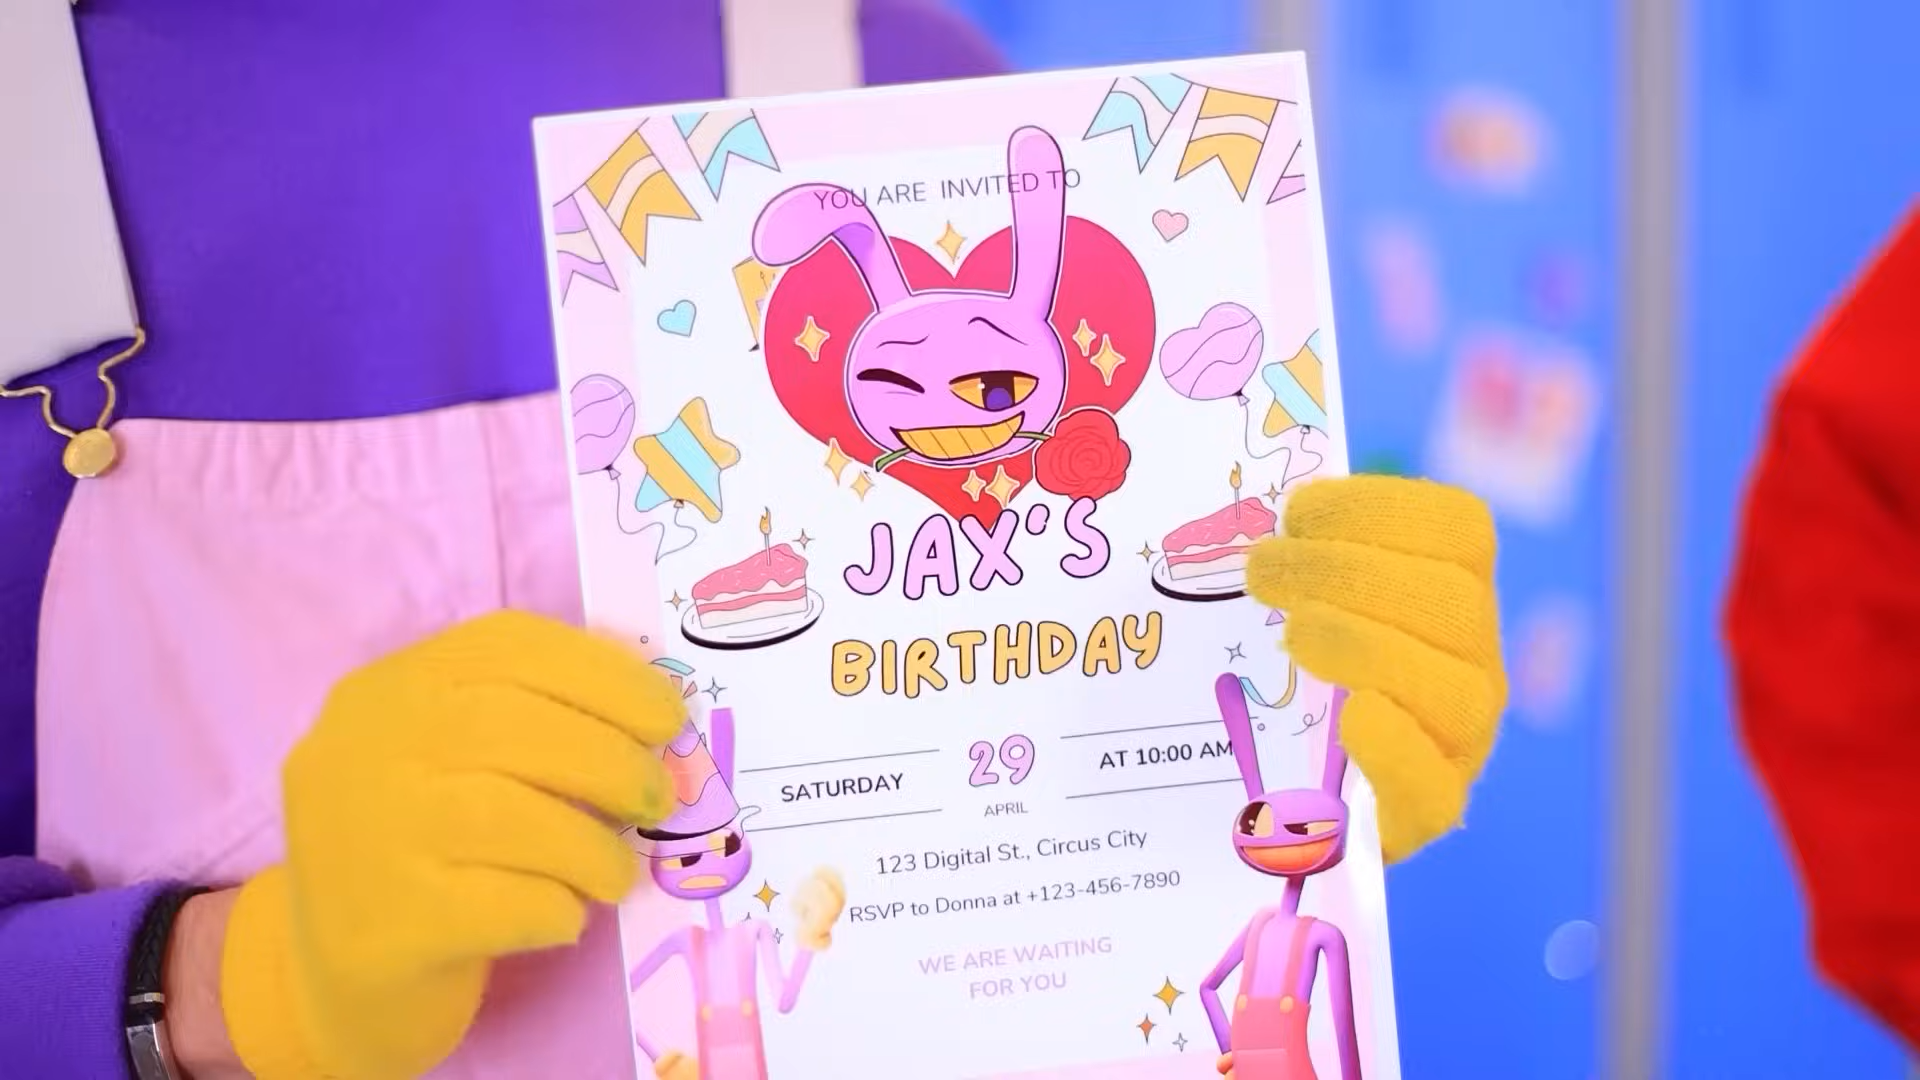 YOU ARE INVITED TO
JAX'S
BIRTHDAY
SATURDAY
29
APRIL
AT 10:00 AM
123 Digital St., Circus City
RSVP to Donna at +123-456-7890
WE ARE WAITING
FOR YOU